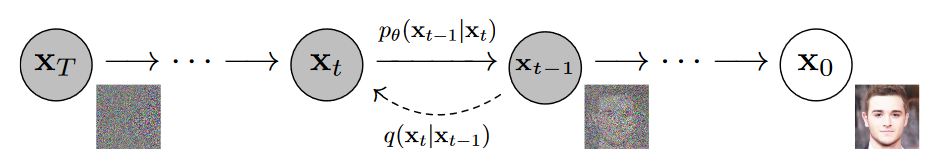 p_θ(x_{t−1}|x_t)
x_T → ··· → x_t → x_{t−1} → ··· → x_0
q(x_t|x_{t−1})